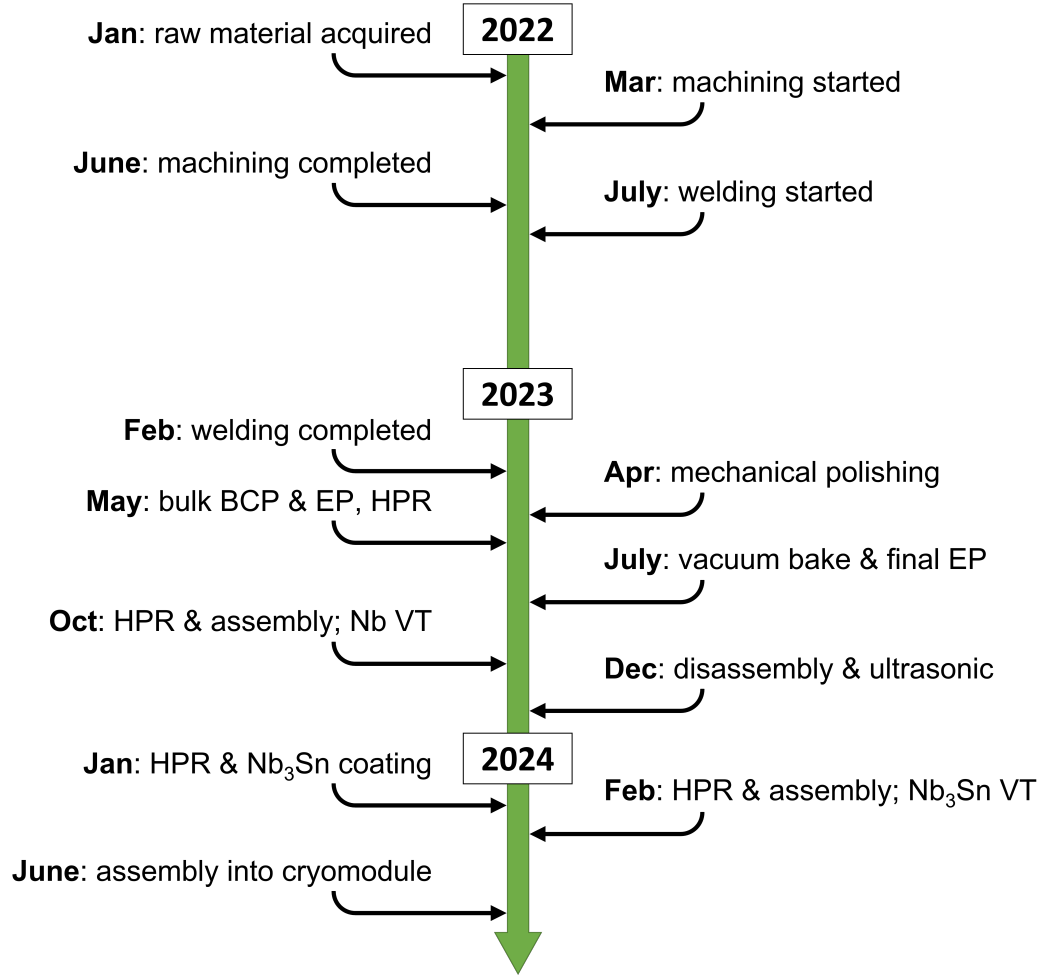 2022
Jan: raw material acquired
Mar: machining started
June: machining completed
July: welding started
2023
Feb: welding completed
Apr: mechanical polishing
May: bulk BCP & EP, HPR
July: vacuum bake & final EP
Oct: HPR & assembly; Nb VT
Dec: disassembly & ultrasonic
2024
Jan: HPR & Nb₃Sn coating
Feb: HPR & assembly; Nb₃Sn VT
June: assembly into cryomodule